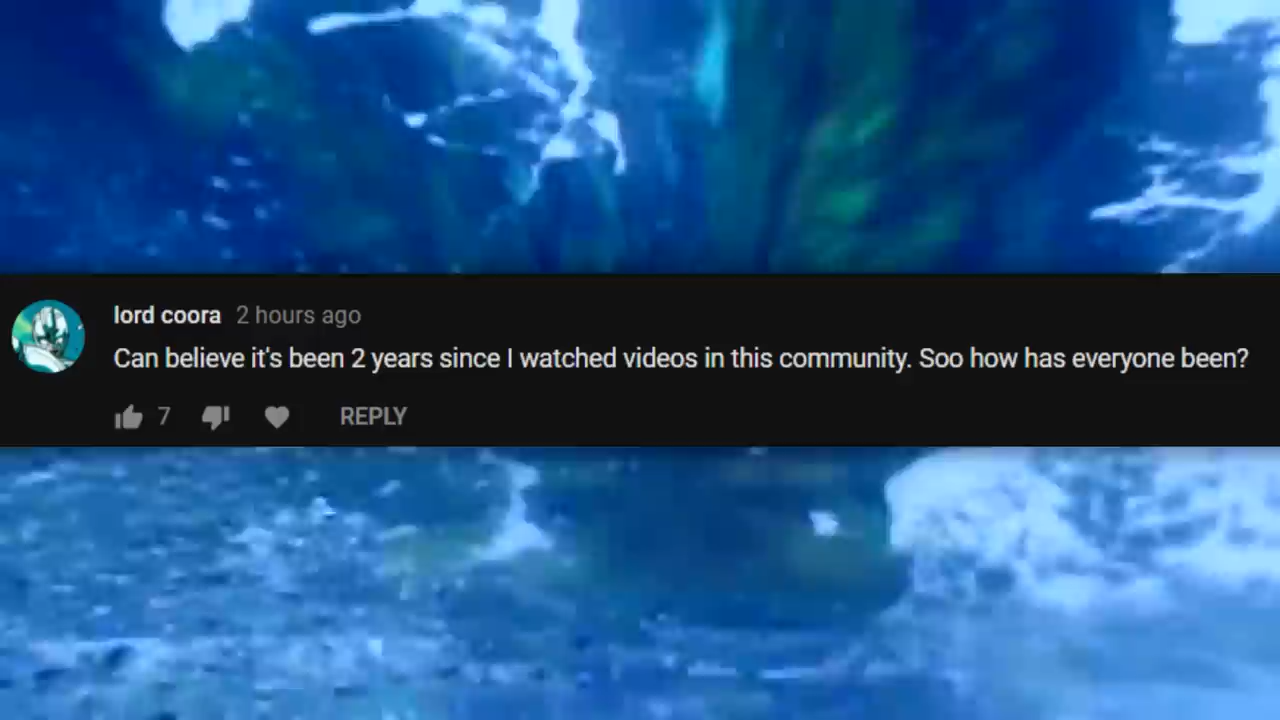 lord coora 2 hours ago
Can believe it's been 2 years since I watched videos in this community. Soo how has everyone been?
7 REPLY